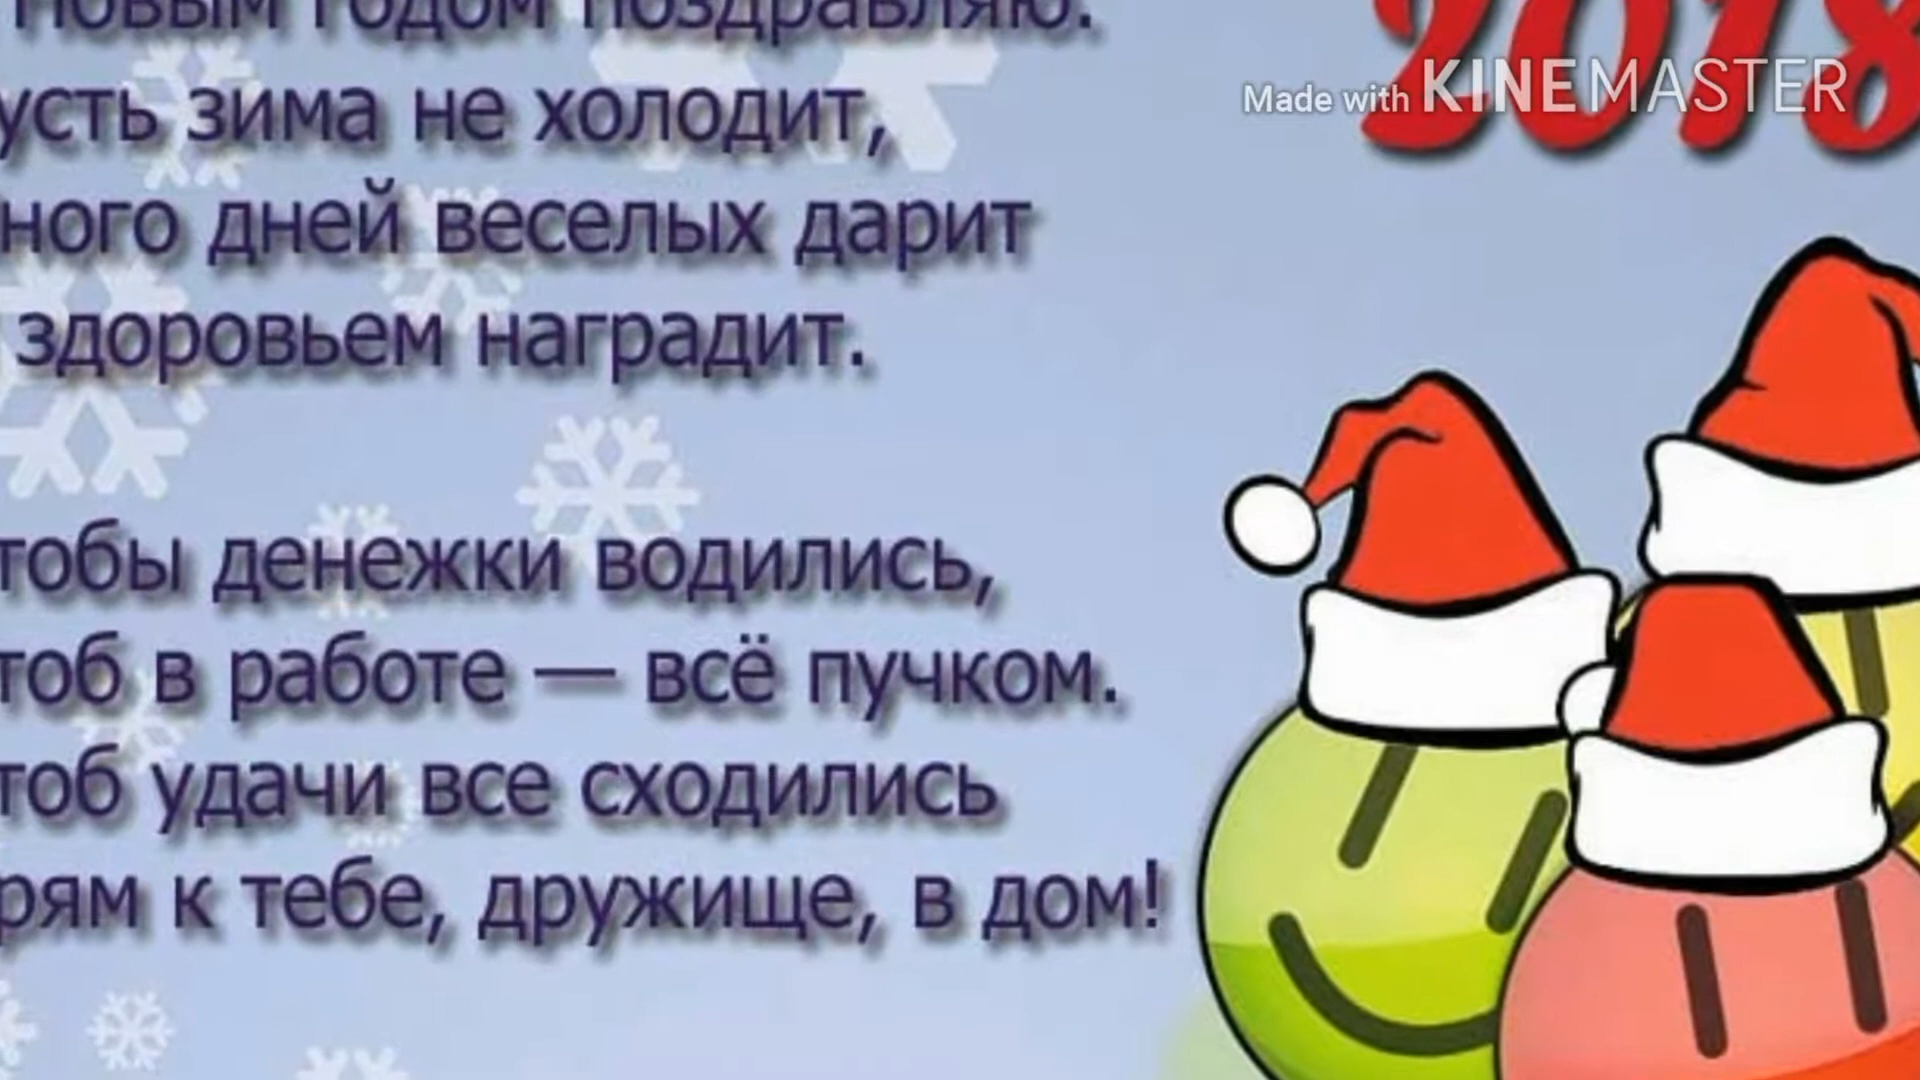 Новым годом поздравляю.
2018
Made with KINEMASTER
усть зима не холодит,
ного дней веселых дарит
здоровьем наградит.
тобы денежки водились,
тоб в работе — всё пучком.
тоб удачи все сходились
рям к тебе, дружище, в дом!